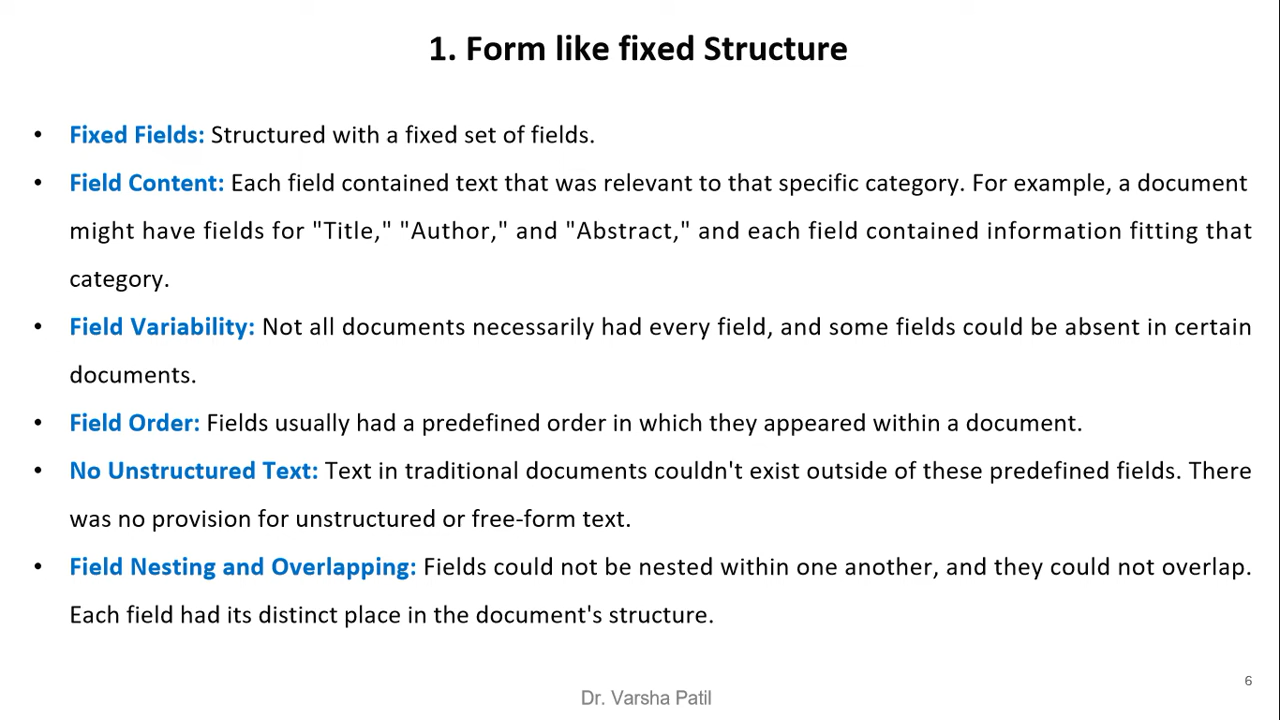 1. Form like fixed Structure
• Fixed Fields: Structured with a fixed set of fields.
• Field Content: Each field contained text that was relevant to that specific category. For example, a document
might have fields for "Title," "Author," and "Abstract," and each field contained information fitting that
category.
• Field Variability: Not all documents necessarily had every field, and some fields could be absent in certain
documents.
• Field Order: Fields usually had a predefined order in which they appeared within a document.
• No Unstructured Text: Text in traditional documents couldn't exist outside of these predefined fields. There
was no provision for unstructured or free-form text.
• Field Nesting and Overlapping: Fields could not be nested within one another, and they could not overlap.
Each field had its distinct place in the document's structure.
6
Dr. Varsha Patil